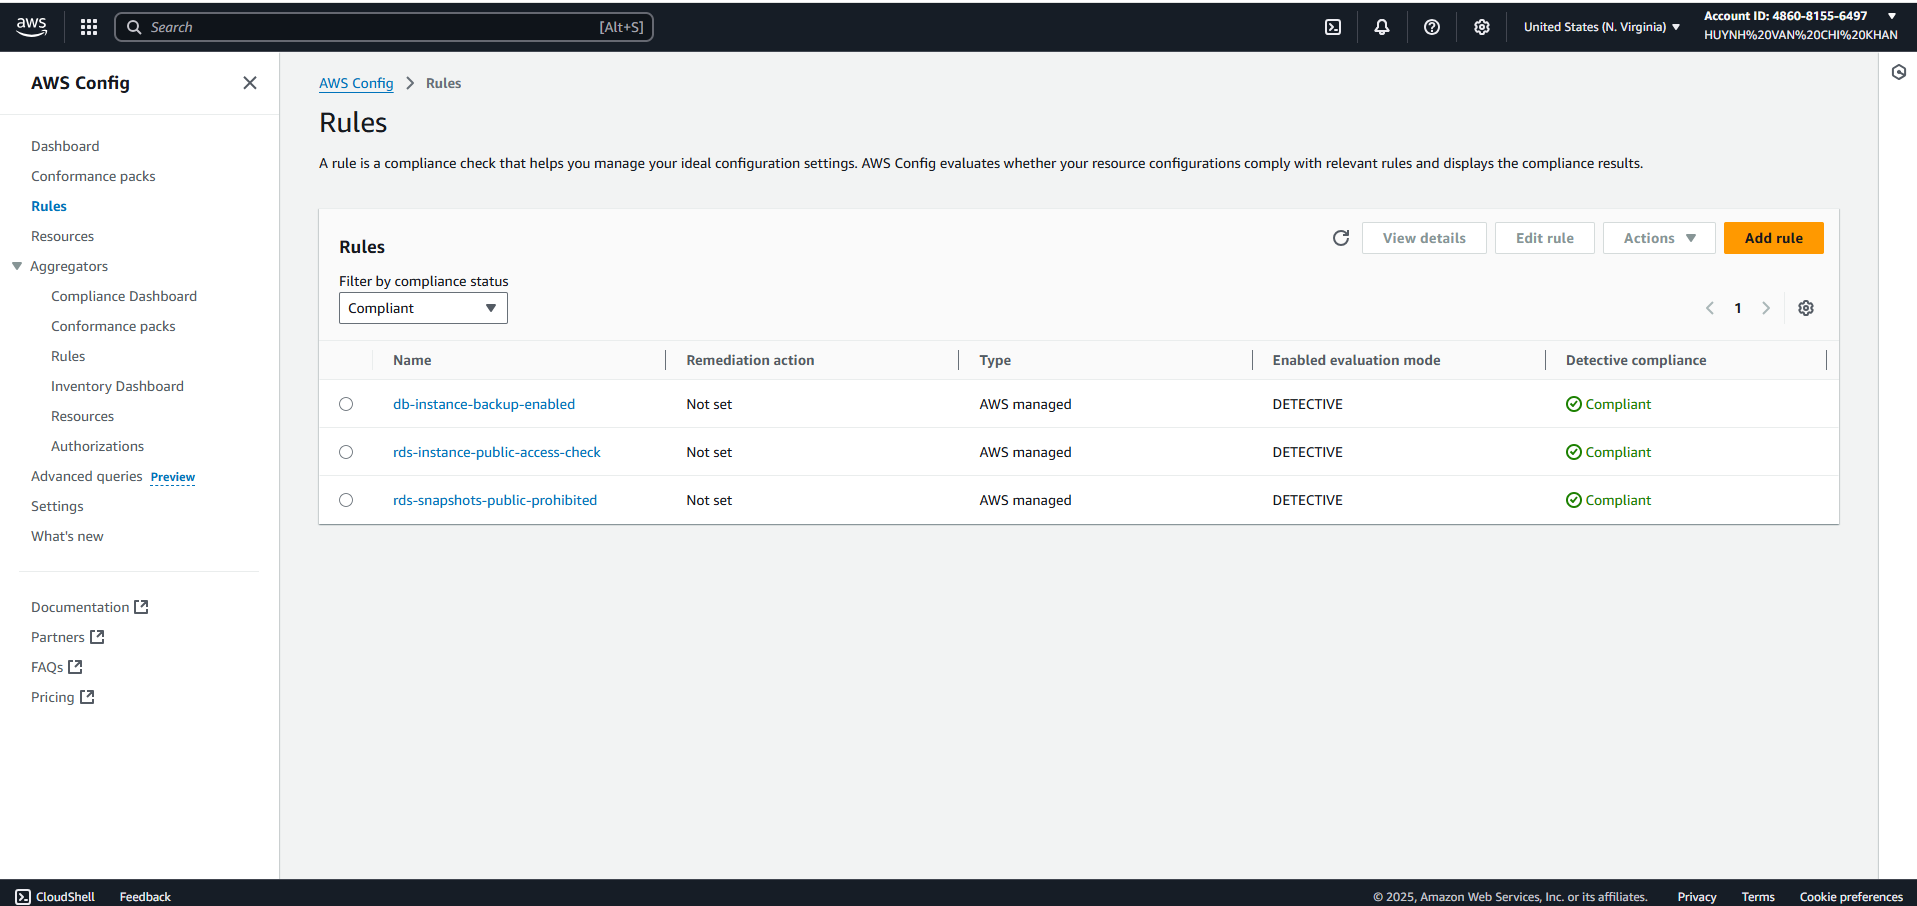 aws
Search
[Alt+S]
United States (N. Virginia)
Account ID: 4860-8155-6497
HUYNH%20VAN%20CHI%20KHAN
AWS Config
Dashboard
Conformance packs
Rules
Resources
Aggregators
Compliance Dashboard
Conformance packs
Rules
Inventory Dashboard
Resources
Authorizations
Advanced queries Preview
Settings
What's new
Documentation
Partners
FAQs
Pricing
AWS Config > Rules
Rules
A rule is a compliance check that helps you manage your ideal configuration settings. AWS Config evaluates whether your resource configurations comply with relevant rules and displays the compliance results.
Rules
View details
Edit rule
Actions
Add rule
Filter by compliance status
Compliant
1
Name Remediation action Type Enabled evaluation mode Detective compliance
db-instance-backup-enabled Not set AWS managed DETECTIVE Compliant
rds-instance-public-access-check Not set AWS managed DETECTIVE Compliant
rds-snapshots-public-prohibited Not set AWS managed DETECTIVE Compliant
CloudShell Feedback
© 2025, Amazon Web Services, Inc. or its affiliates. Privacy Terms Cookie preferences